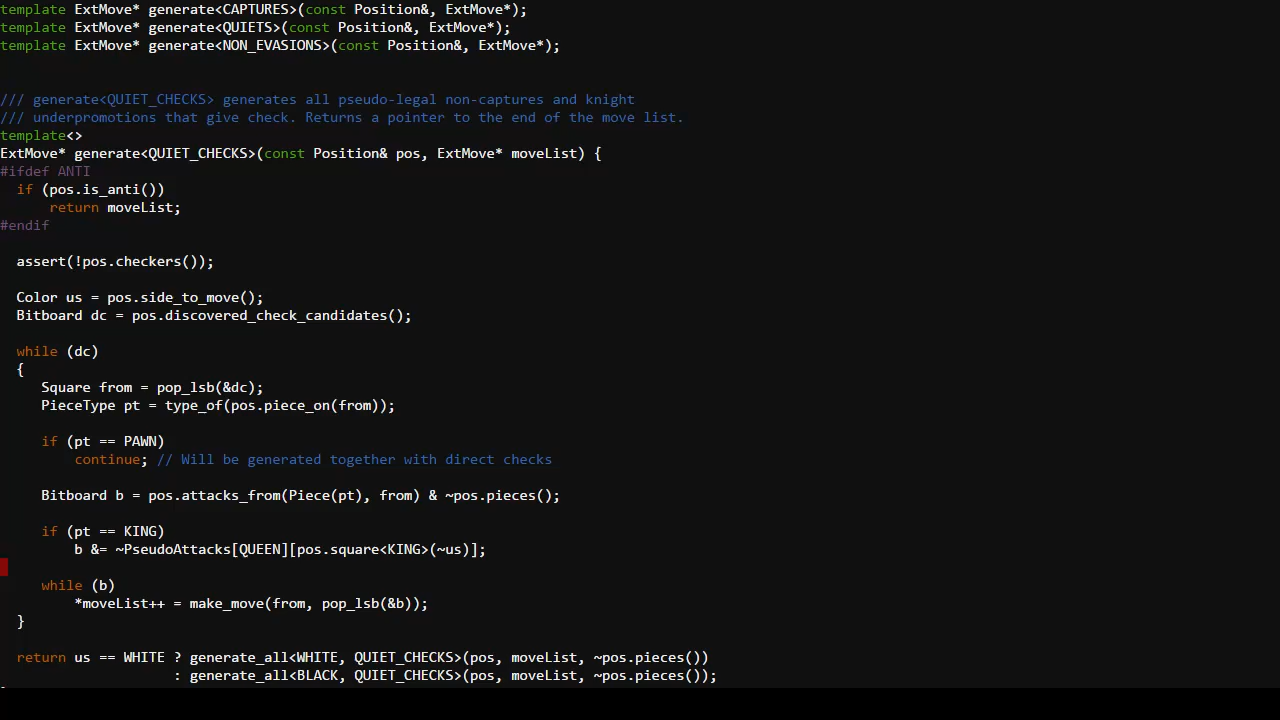 template ExtMove* generate<CAPTURES>(const Position&, ExtMove*);
template ExtMove* generate<QUIETS>(const Position&, ExtMove*);
template ExtMove* generate<NON_EVASIONS>(const Position&, ExtMove*);
/// generate<QUIET_CHECKS> generates all pseudo-legal non-captures and knight
/// underpromotions that give check. Returns a pointer to the end of the move list.
template<>
ExtMove* generate<QUIET_CHECKS>(const Position& pos, ExtMove* moveList) {
#ifdef ANTI
  if (pos.is_anti())
      return moveList;
#endif
  assert(!pos.checkers());
  Color us = pos.side_to_move();
  Bitboard dc = pos.discovered_check_candidates();
  while (dc)
  {
     Square from = pop_lsb(&dc);
     PieceType pt = type_of(pos.piece_on(from));
     if (pt == PAWN)
         continue; // Will be generated together with direct checks
     Bitboard b = pos.attacks_from(Piece(pt), from) & ~pos.pieces();
     if (pt == KING)
         b &= ~PseudoAttacks[QUEEN][pos.square<KING>(~us)];
     while (b)
         *moveList++ = make_move(from, pop_lsb(&b));
  }
  return us == WHITE ? generate_all<WHITE, QUIET_CHECKS>(pos, moveList, ~pos.pieces())
                     : generate_all<BLACK, QUIET_CHECKS>(pos, moveList, ~pos.pieces());